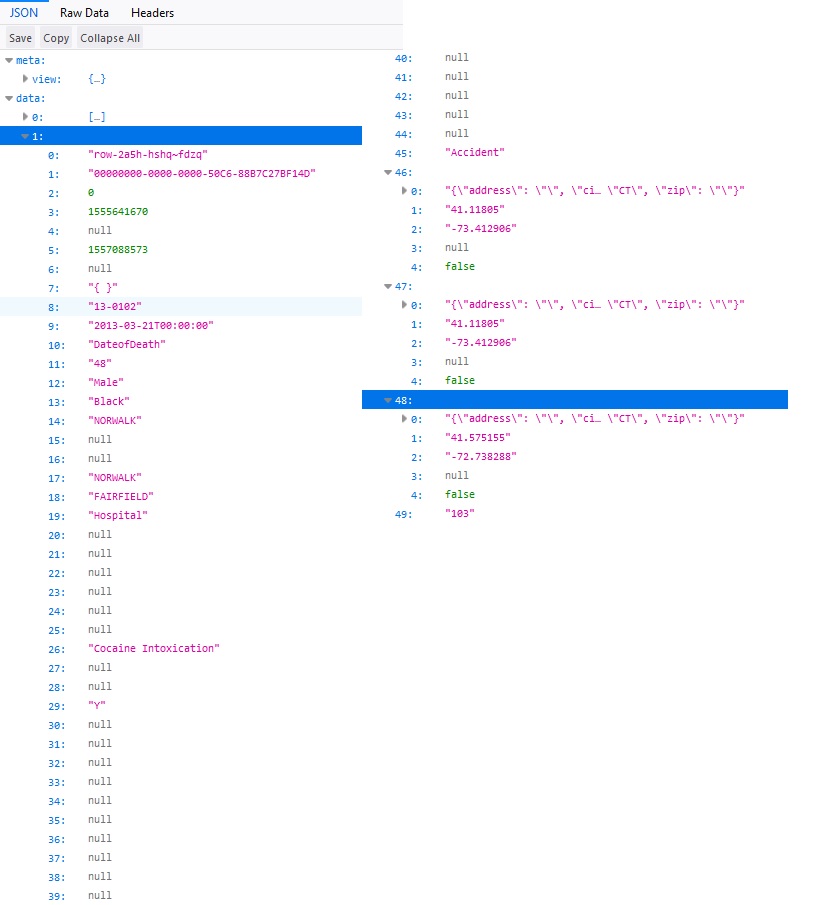 JSON Raw Data Headers
Save Copy Collapse All
meta:
view: {…}
data:
0: […]
1:
0: "row-2a5h-hshq~fdzq"
1: "00000000-0000-0000-50C6-88B7C27BF14D"
2: 0
3: 1555641670
4: null
5: 1557088573
6: null
7: "{ }"
8: "13-0102"
9: "2013-03-21T00:00:00"
10: "DateofDeath"
11: "48"
12: "Male"
13: "Black"
14: "NORWALK"
15: null
16: null
17: "NORWALK"
18: "FAIRFIELD"
19: "Hospital"
20: null
21: null
22: null
23: null
24: null
25: null
26: "Cocaine Intoxication"
27: null
28: null
29: "Y"
30: null
31: null
32: null
33: null
34: null
35: null
36: null
37: null
38: null
39: null
40: null
41: null
42: null
43: null
44: null
45: "Accident"
46:
0: "{\"address\": \"\", \"ci… \"CT\", \"zip\": \"\"}"
1: "41.11805"
2: "-73.412906"
3: null
4: false
47:
0: "{\"address\": \"\", \"ci… \"CT\", \"zip\": \"\"}"
1: "41.11805"
2: "-73.412906"
3: null
4: false
48:
0: "{\"address\": \"\", \"ci… \"CT\", \"zip\": \"\"}"
1: "41.575155"
2: "-72.738288"
3: null
4: false
49: "103"